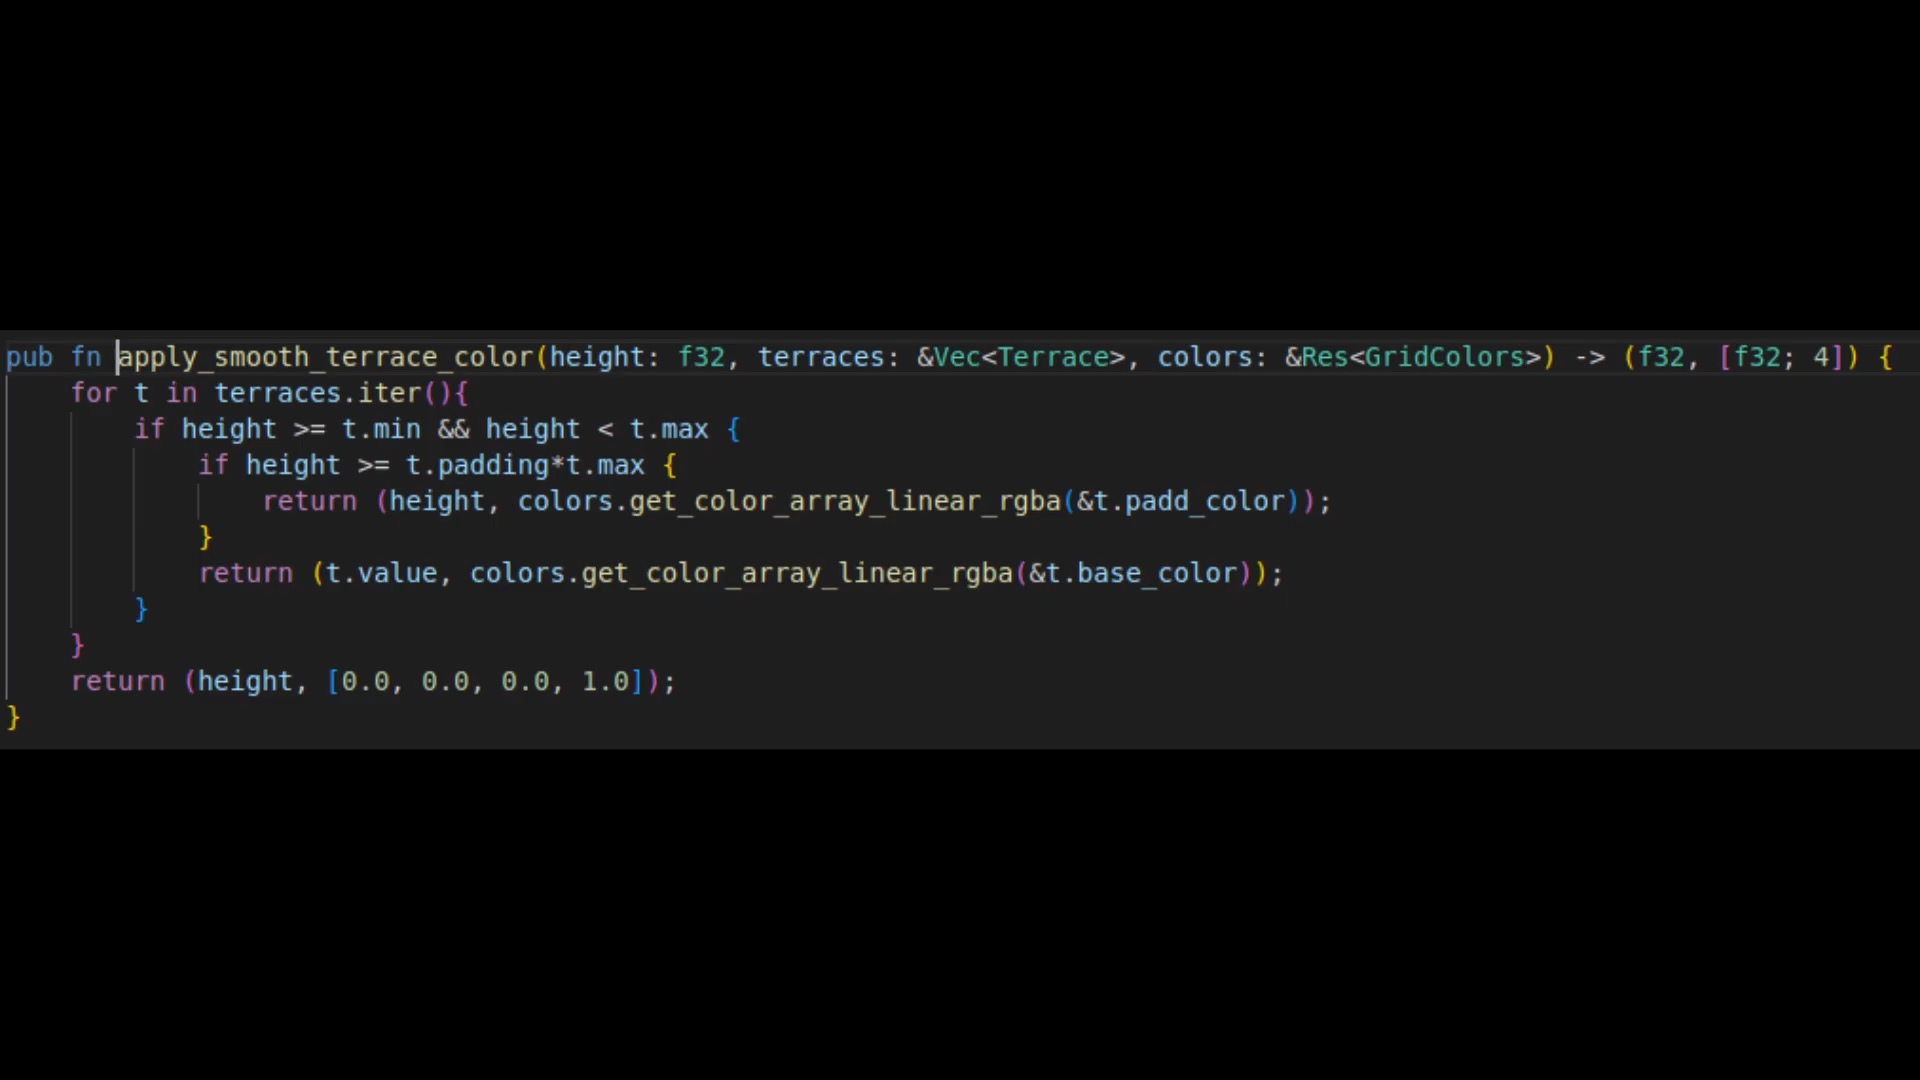 pub fn apply_smooth_terrace_color(height: f32, terraces: &Vec<Terrace>, colors: &Res<GridColors>) -> (f32, [f32; 4]) {
    for t in terraces.iter(){
        if height >= t.min && height < t.max {
            if height >= t.padding*t.max {
                return (height, colors.get_color_array_linear_rgba(&t.padd_color));
            }
            return (t.value, colors.get_color_array_linear_rgba(&t.base_color));
        }
    }
    return (height, [0.0, 0.0, 0.0, 1.0]);
}